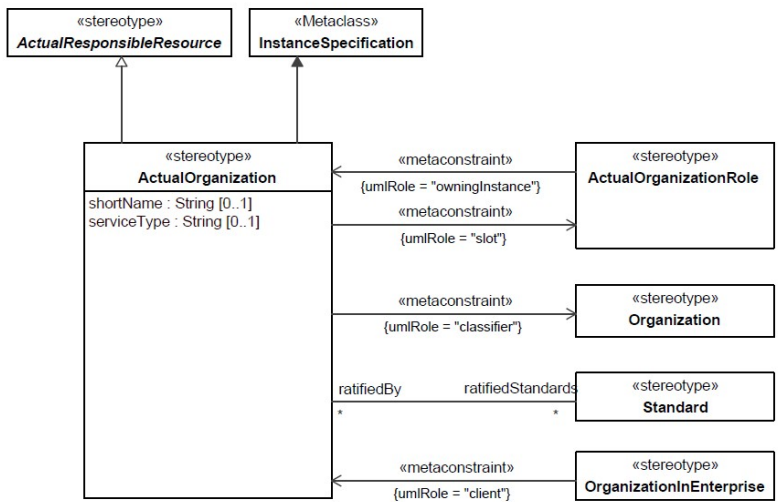 «stereotype»
ActualResponsibleResource
«Metaclass»
InstanceSpecification
«stereotype»
ActualOrganization
shortName : String [0..1]
serviceType : String [0..1]
«metaconstraint»
{umlRole = "owningInstance"}
«metaconstraint»
{umlRole = "slot"}
«stereotype»
ActualOrganizationRole
«metaconstraint»
{umlRole = "classifier"}
«stereotype»
Organization
ratifiedBy
ratifiedStandards
*
*
«stereotype»
Standard
«metaconstraint»
{umlRole = "client"}
«stereotype»
OrganizationInEnterprise